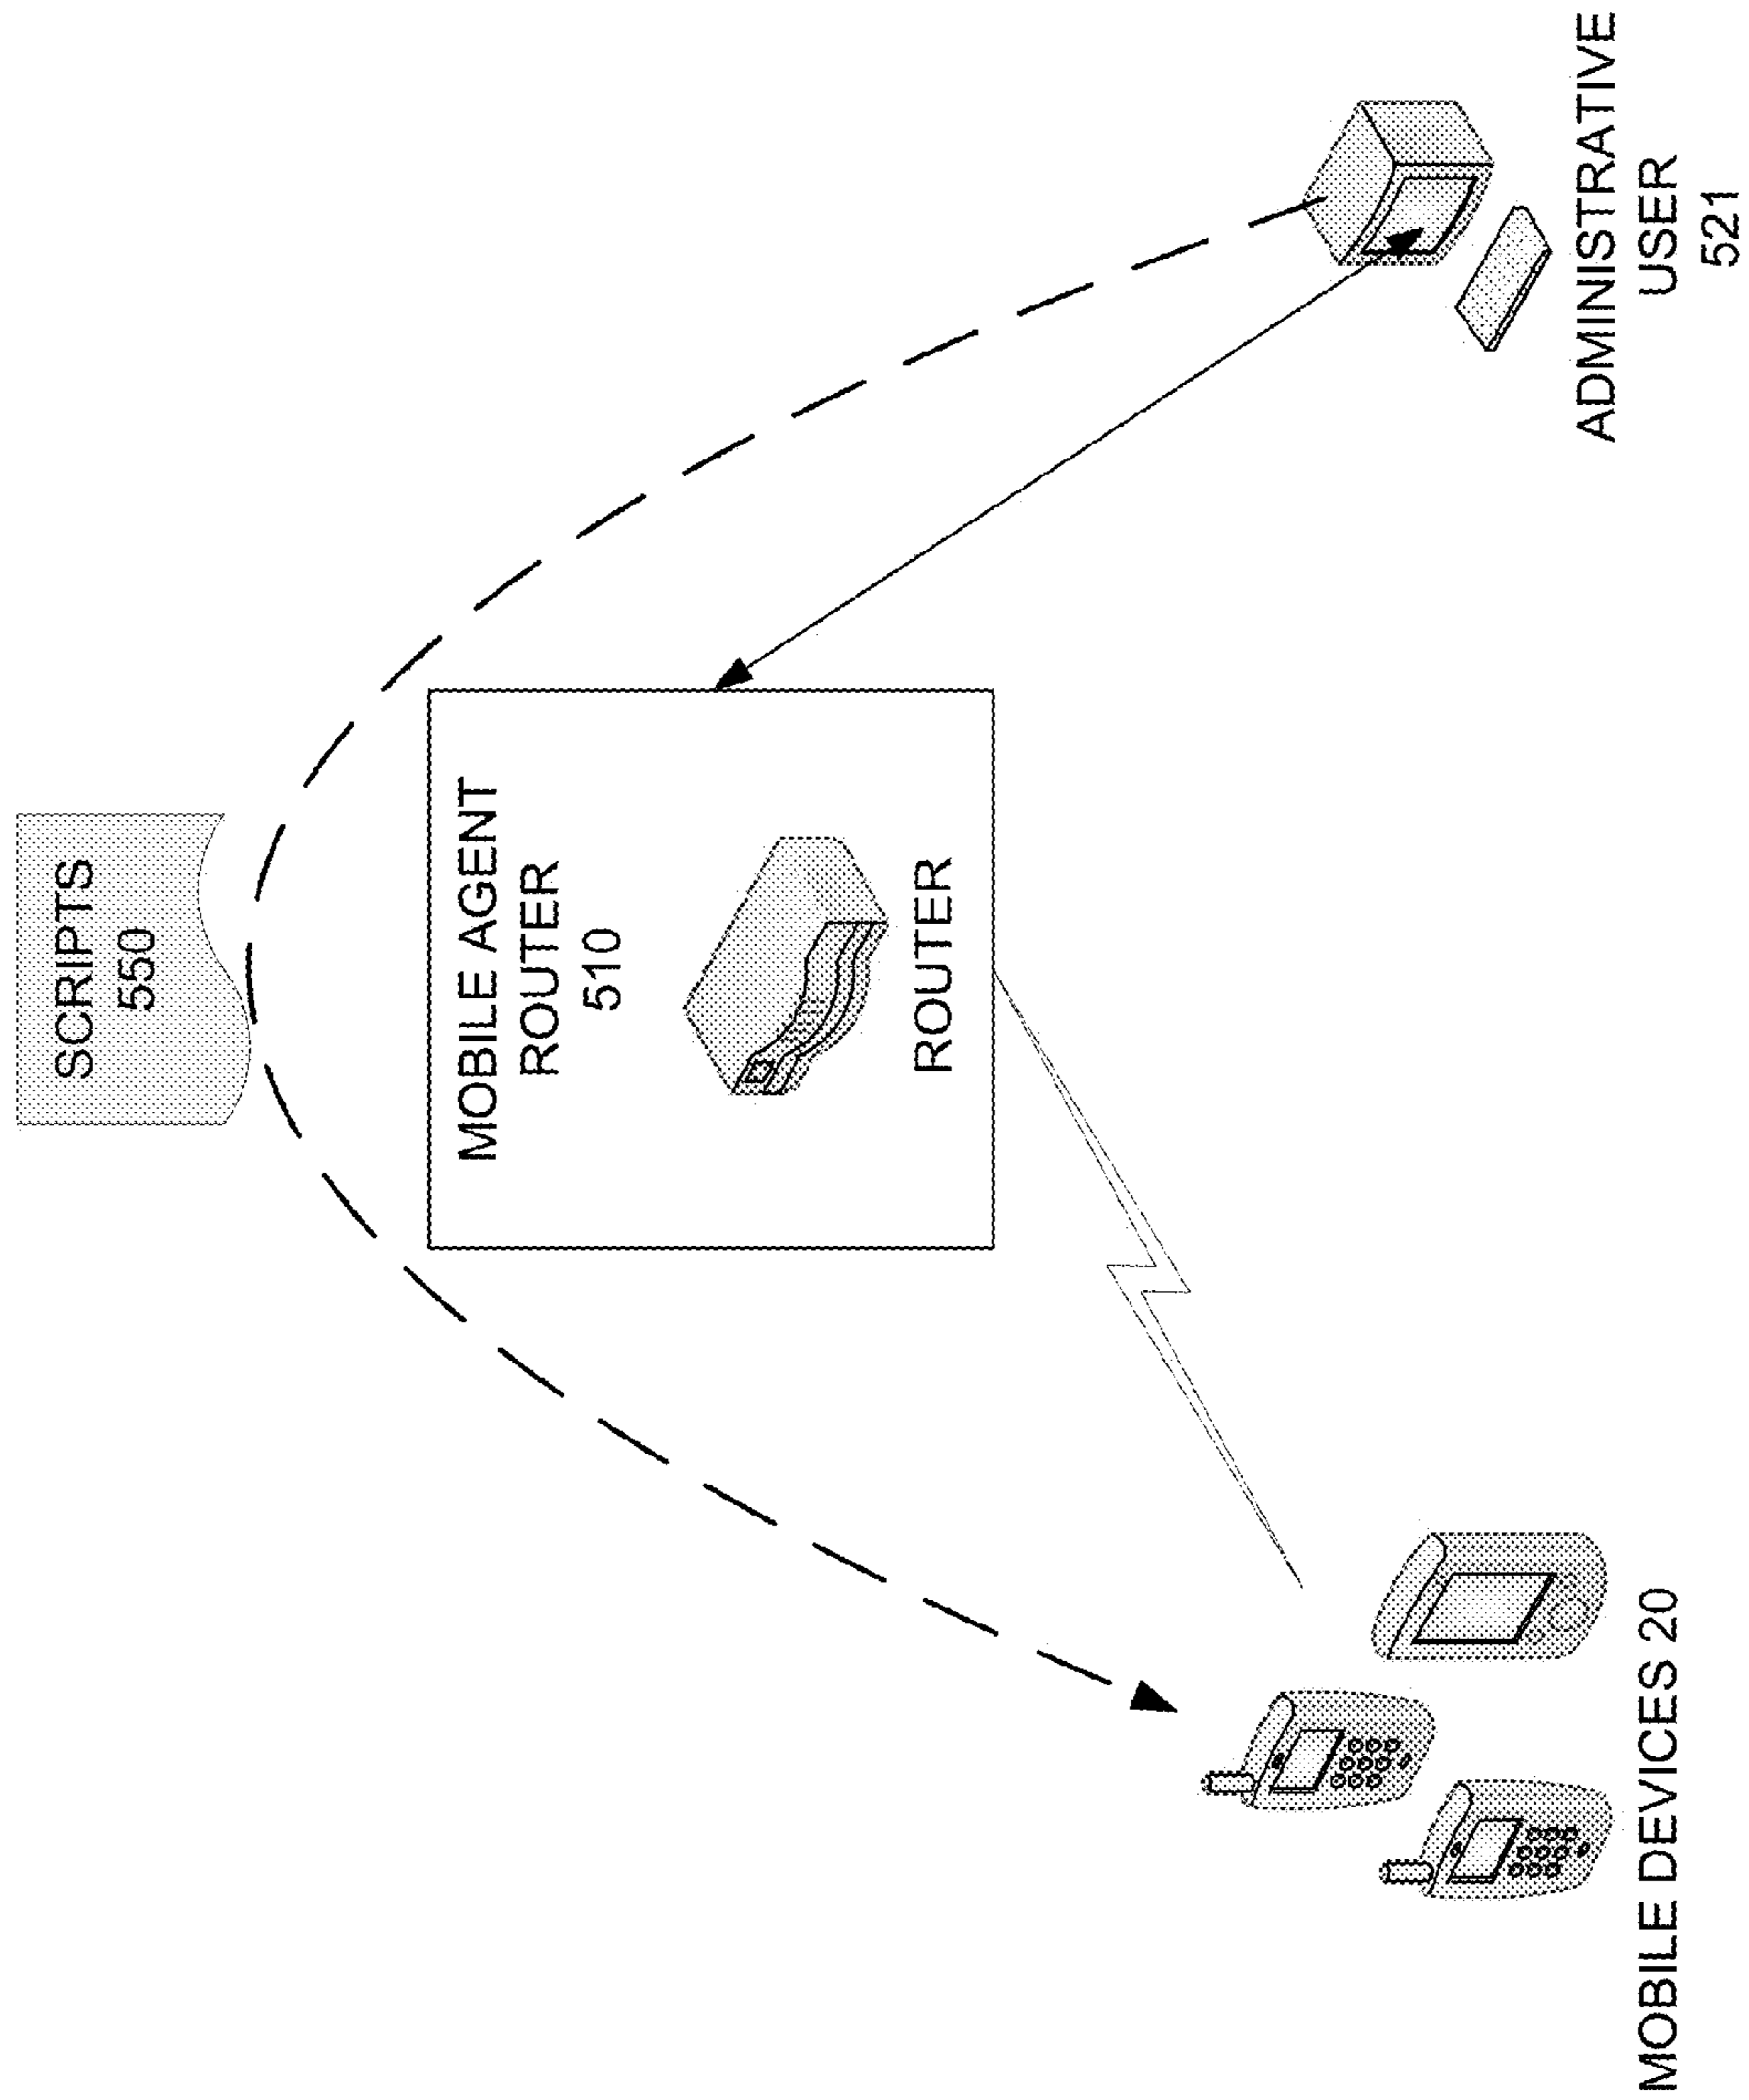 SCRIPTS
550
MOBILE AGENT
ROUTER
510
ROUTER
MOBILE DEVICES 20
ADMINISTRATIVE
USER
521